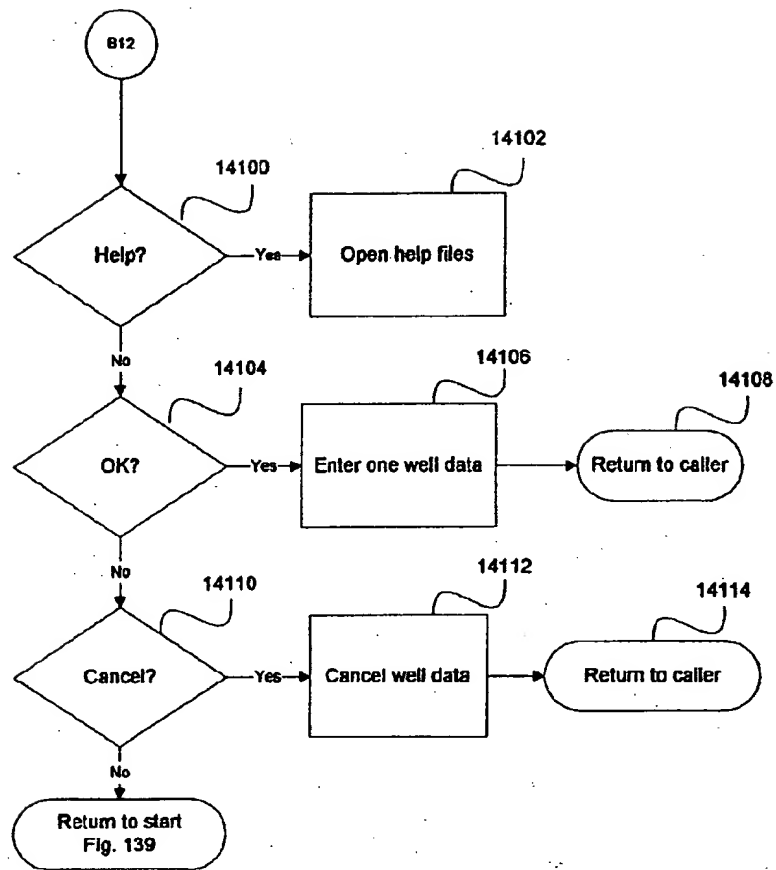 B12
14100
14102
Help?
Yes
Open help files
No
14104
14106
14108
OK?
Yes
Enter one well data
Return to caller
No
14110
14112
14114
Cancel?
Yes
Cancel well data
Return to caller
No
Return to start
Fig. 139